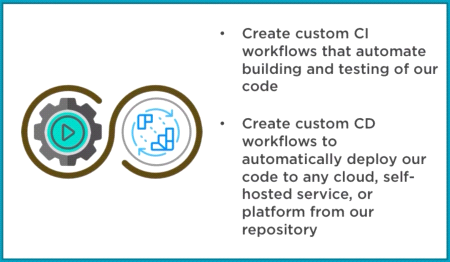 • Create custom CI
workflows that automate
building and testing of our
code
• Create custom CD
workflows to
automatically deploy our
code to any cloud, self-
hosted service, or
platform from our
repository